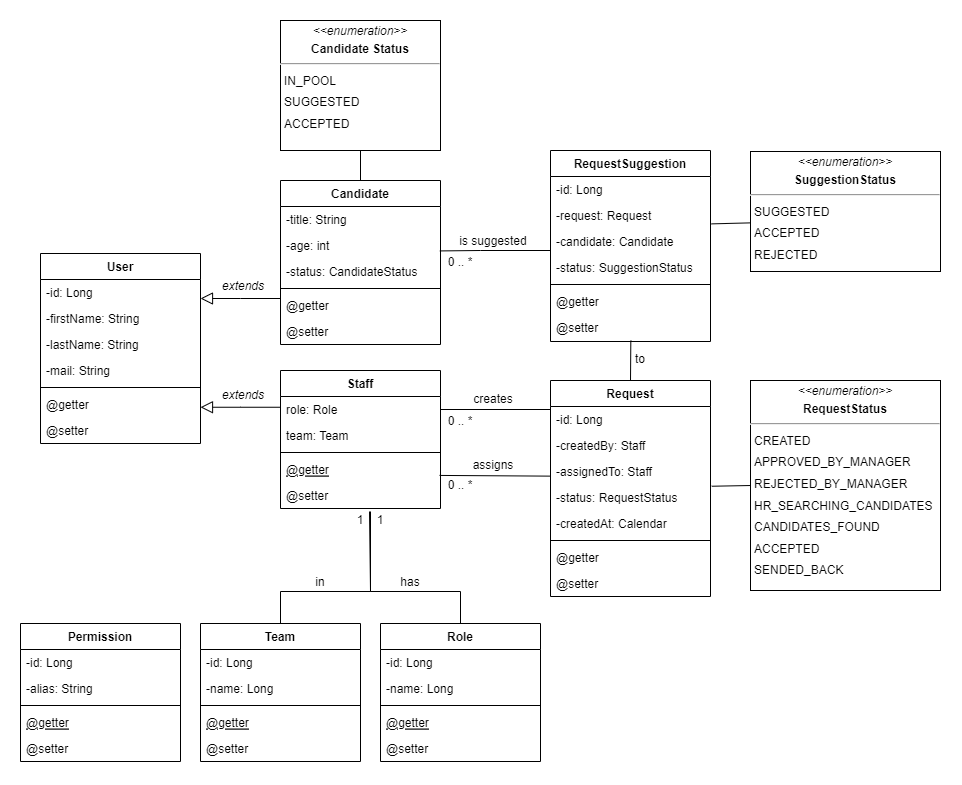 <<enumeration>>
Candidate Status
IN_POOL
SUGGESTED
ACCEPTED
Candidate
-title: String
-age: int
-status: CandidateStatus
@getter
@setter
is suggested
0 .. *
RequestSuggestion
-id: Long
-request: Request
-candidate: Candidate
-status: SuggestionStatus
@getter
@setter
<<enumeration>>
SuggestionStatus
SUGGESTED
ACCEPTED
REJECTED
User
-id: Long
-firstName: String
-lastName: String
-mail: String
@getter
@setter
extends
extends
to
Staff
role: Role
team: Team
@getter
@setter
creates
0 .. *
assigns
0 .. *
Request
-id: Long
-createdBy: Staff
-assignedTo: Staff
-status: RequestStatus
-createdAt: Calendar
@getter
@setter
<<enumeration>>
RequestStatus
CREATED
APPROVED_BY_MANAGER
REJECTED_BY_MANAGER
HR_SEARCHING_CANDIDATES
CANDIDATES_FOUND
ACCEPTED
SENDED_BACK
1 1
in has
Permission
-id: Long
-alias: String
@getter
@setter
Team
-id: Long
-name: Long
@getter
@setter
Role
-id: Long
-name: Long
@getter
@setter